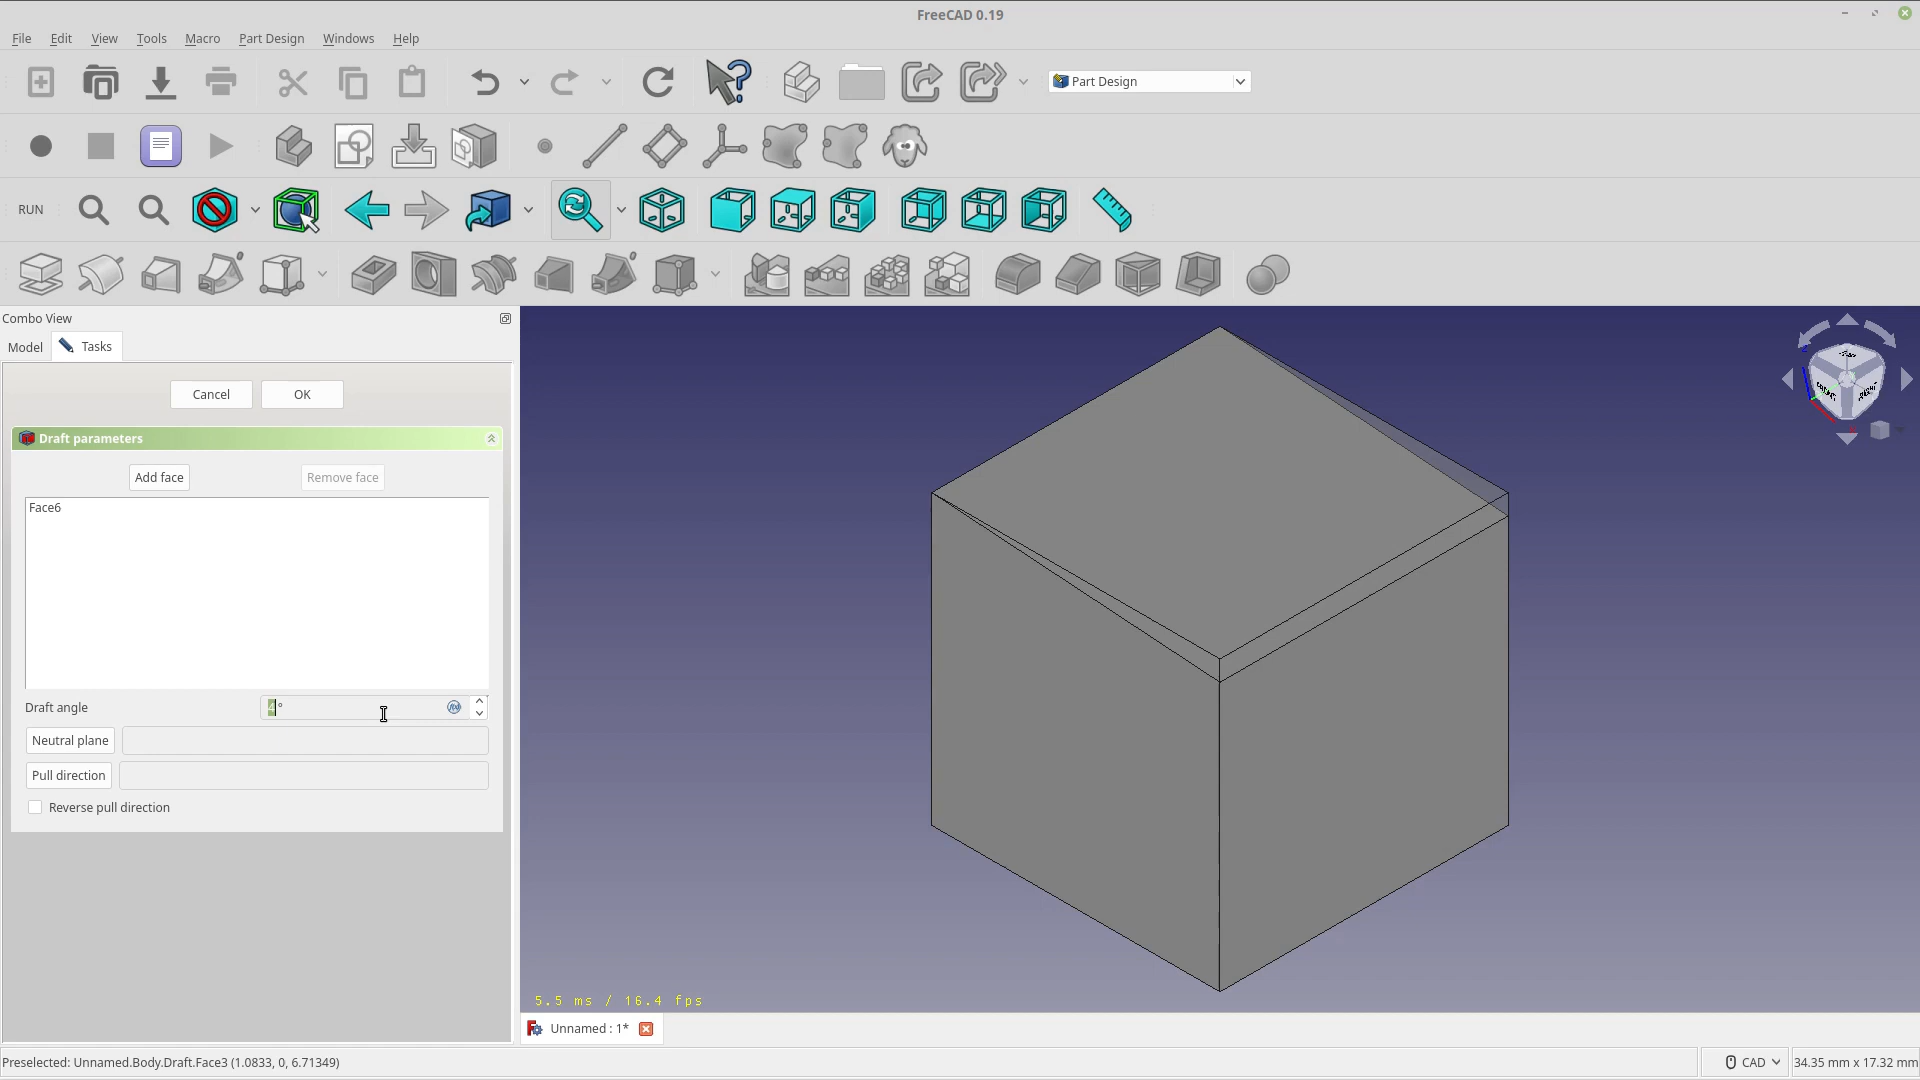 FreeCAD 0.19
File Edit View Tools Macro Part Design Windows Help
Part Design
RUN
Combo View
Model Tasks
Cancel OK
Draft parameters
Add face Remove face
Face6
Draft angle °
Neutral plane
Pull direction
Reverse pull direction
5.5 ms / 16.4 fps
Unnamed : 1*
Preselected: Unnamed.Body.Draft.Face3 (1.0833, 0, 6.71349) CAD 34.35 mm x 17.32 mm